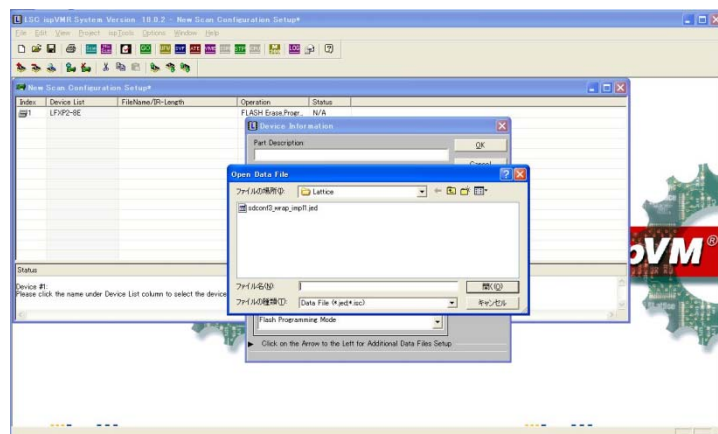 LSC ispVM® System Version 18.0.2 - New Scan Configuration Setup*
File Edit View Project ispTools Options Window Help
New Scan Configuration Setup*
Index Device List FileName/IR-Length Operation Status
1 LFXP2-8E FLASH Erase,Progr.. N/A
Device Information
Part Description:
OK
Cancel
Open Data File
ファイルの場所(I): Lattice
sdconf3_wrap_impl1.jed
ファイル名(N):
開く(O)
ファイルの種類(T): Data File (*.jed*.isc)
キャンセル
Flash Programming Mode
Click on the Arrow to the Left for Additional Data Files Setup
Status
Device #1:
Please click the name under Device List column to select the device
pVM®